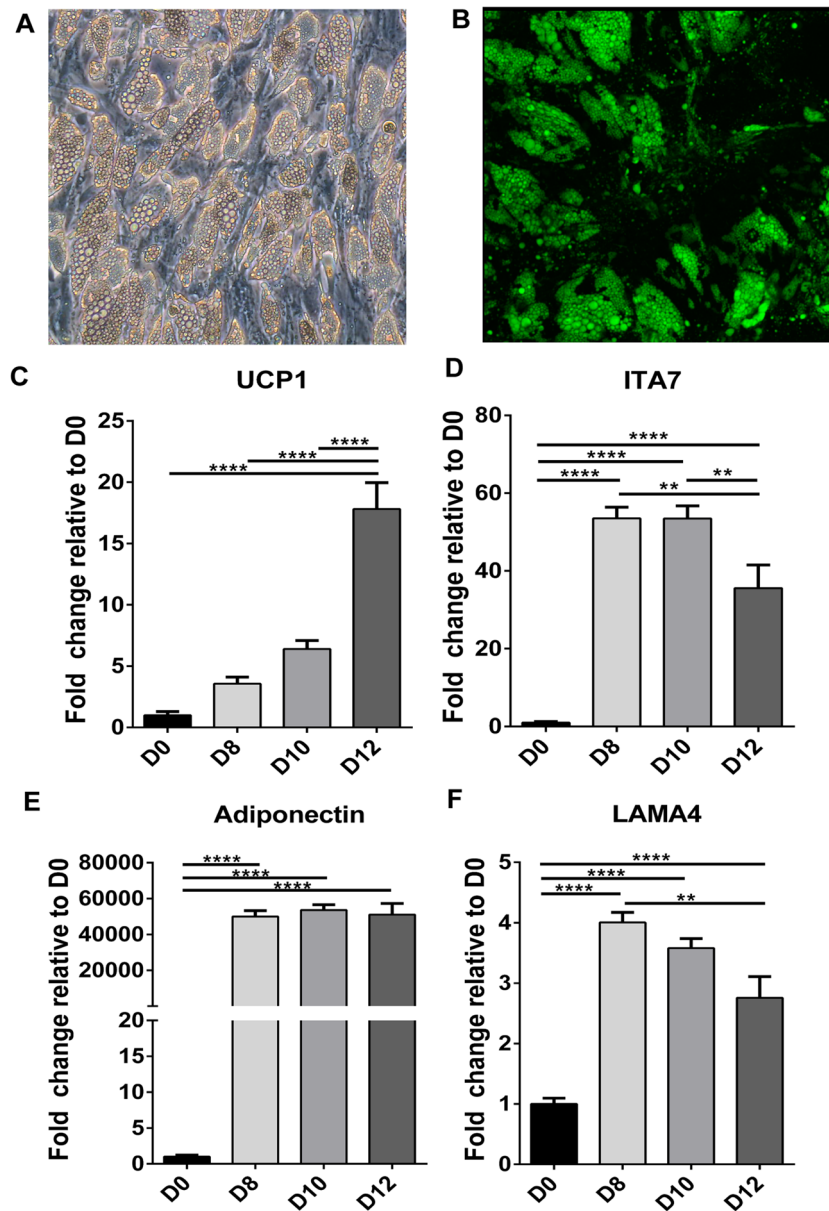 A
B
C
UCP1
Fold change relative to D0
25
20
15
10
5
0
****
****
****
D0
D8
D10
D12
D
ITA7
Fold change relative to D0
80
60
40
20
0
****
****
**** **
**
D0
D8
D10
D12
E
Adiponectin
Fold change relative to D0
80000
60000
40000
20000
20
15
10
5
0
****
****
****
D0
D8
D10
D12
F
LAMA4
Fold change relative to D0
5
4
3
2
1
0
****
****
**** **
D0
D8
D10
D12